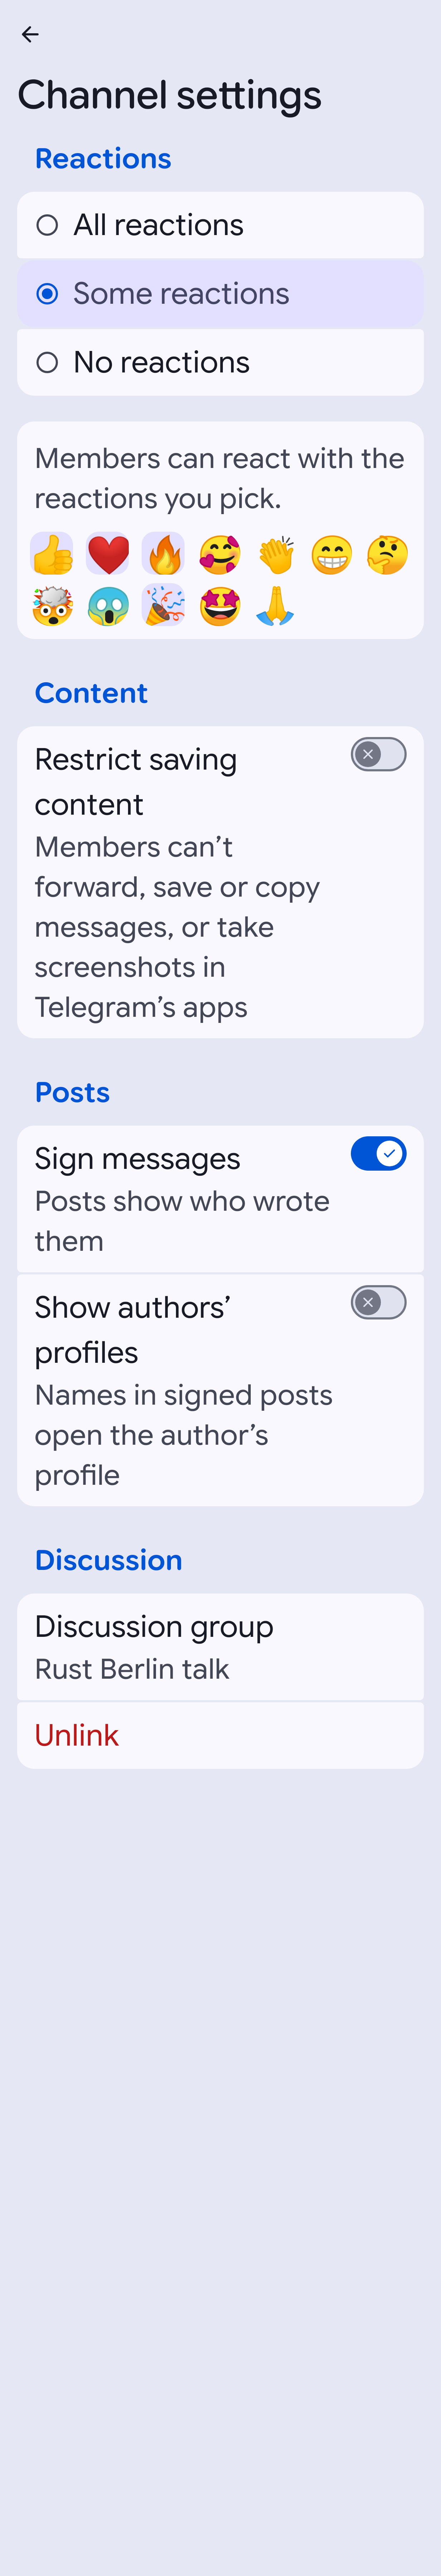 Channel settings
Reactions
All reactions
Some reactions
No reactions
Members can react with the
reactions you pick.
👍 ❤️ 🔥 🥰 👏 😁 🤔
🤯 😱 🎉 🤩 🙏
Content
Restrict saving
content
Members can’t
forward, save or copy
messages, or take
screenshots in
Telegram’s apps
Posts
Sign messages
Posts show who wrote
them
Show authors’
profiles
Names in signed posts
open the author’s
profile
Discussion
Discussion group
Rust Berlin talk
Unlink